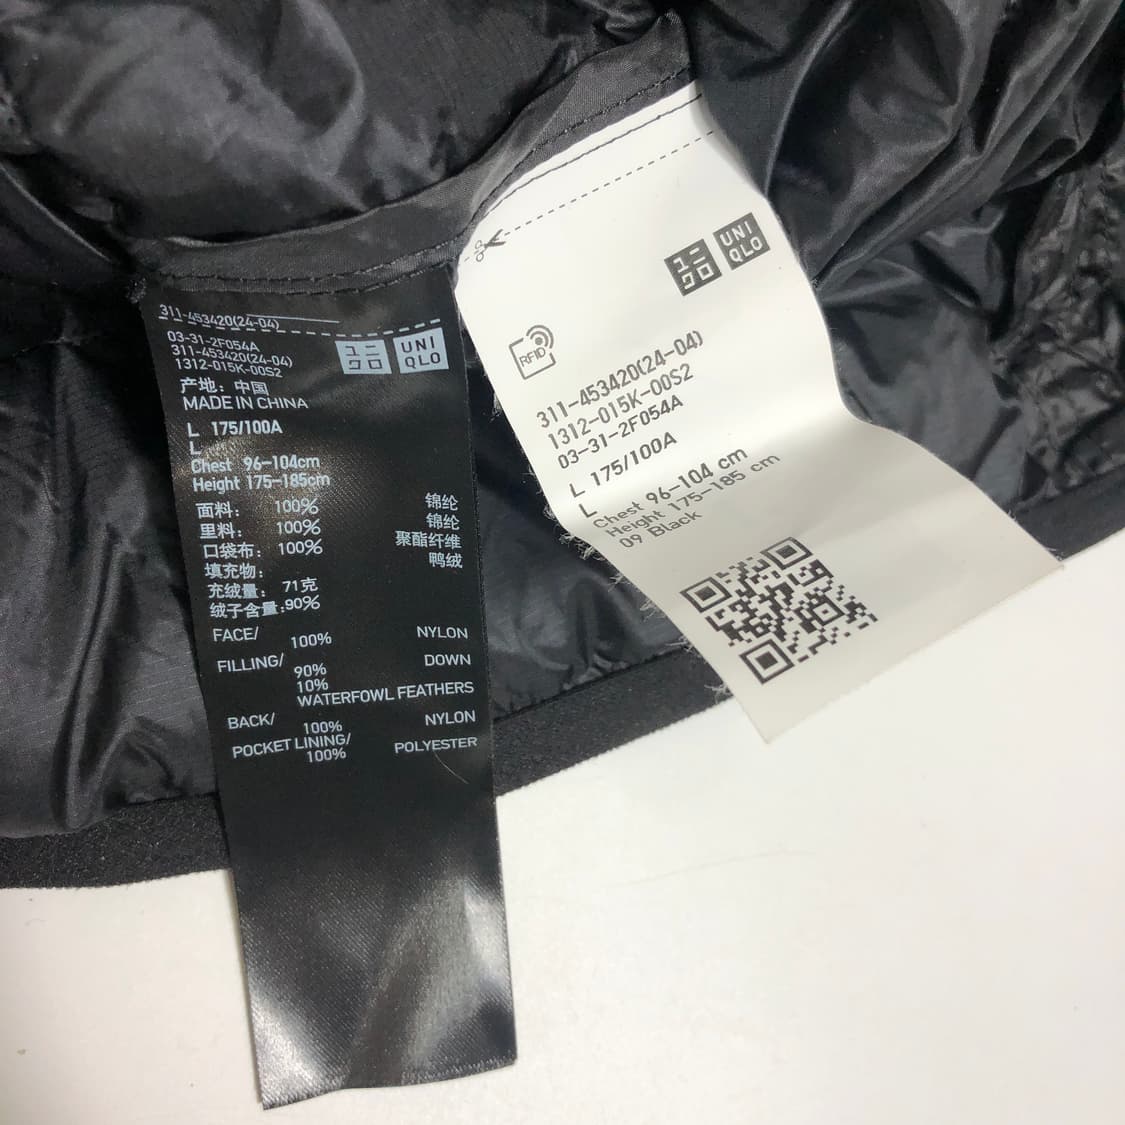 311-453420(24-04)
03-31-2F054A
311-453420(24-04)
1312-015K-00S2
ユニ
クロ
UNI
QLO
产地：中国
MADE IN CHINA
L 175/100A
L
Chest 96-104cm
Height 175-185cm
面料： 100% 锦纶
里料： 100% 锦纶
口袋布： 100% 聚酯纤维
填充物： 鸭绒
充绒量： 71克
绒子含量：90%
FACE/ 100% NYLON
FILLING/ 90% DOWN
10% WATERFOWL FEATHERS
BACK/ 100% NYLON
POCKET LINING/ 100% POLYESTER
ユニ
クロ
UNI
QLO
RFID
311-453420(24-04)
1312-015K-00S2
03-31-2F054A
L 175/100A
L
Chest 96-104 cm
Height 175-185 cm
09 Black